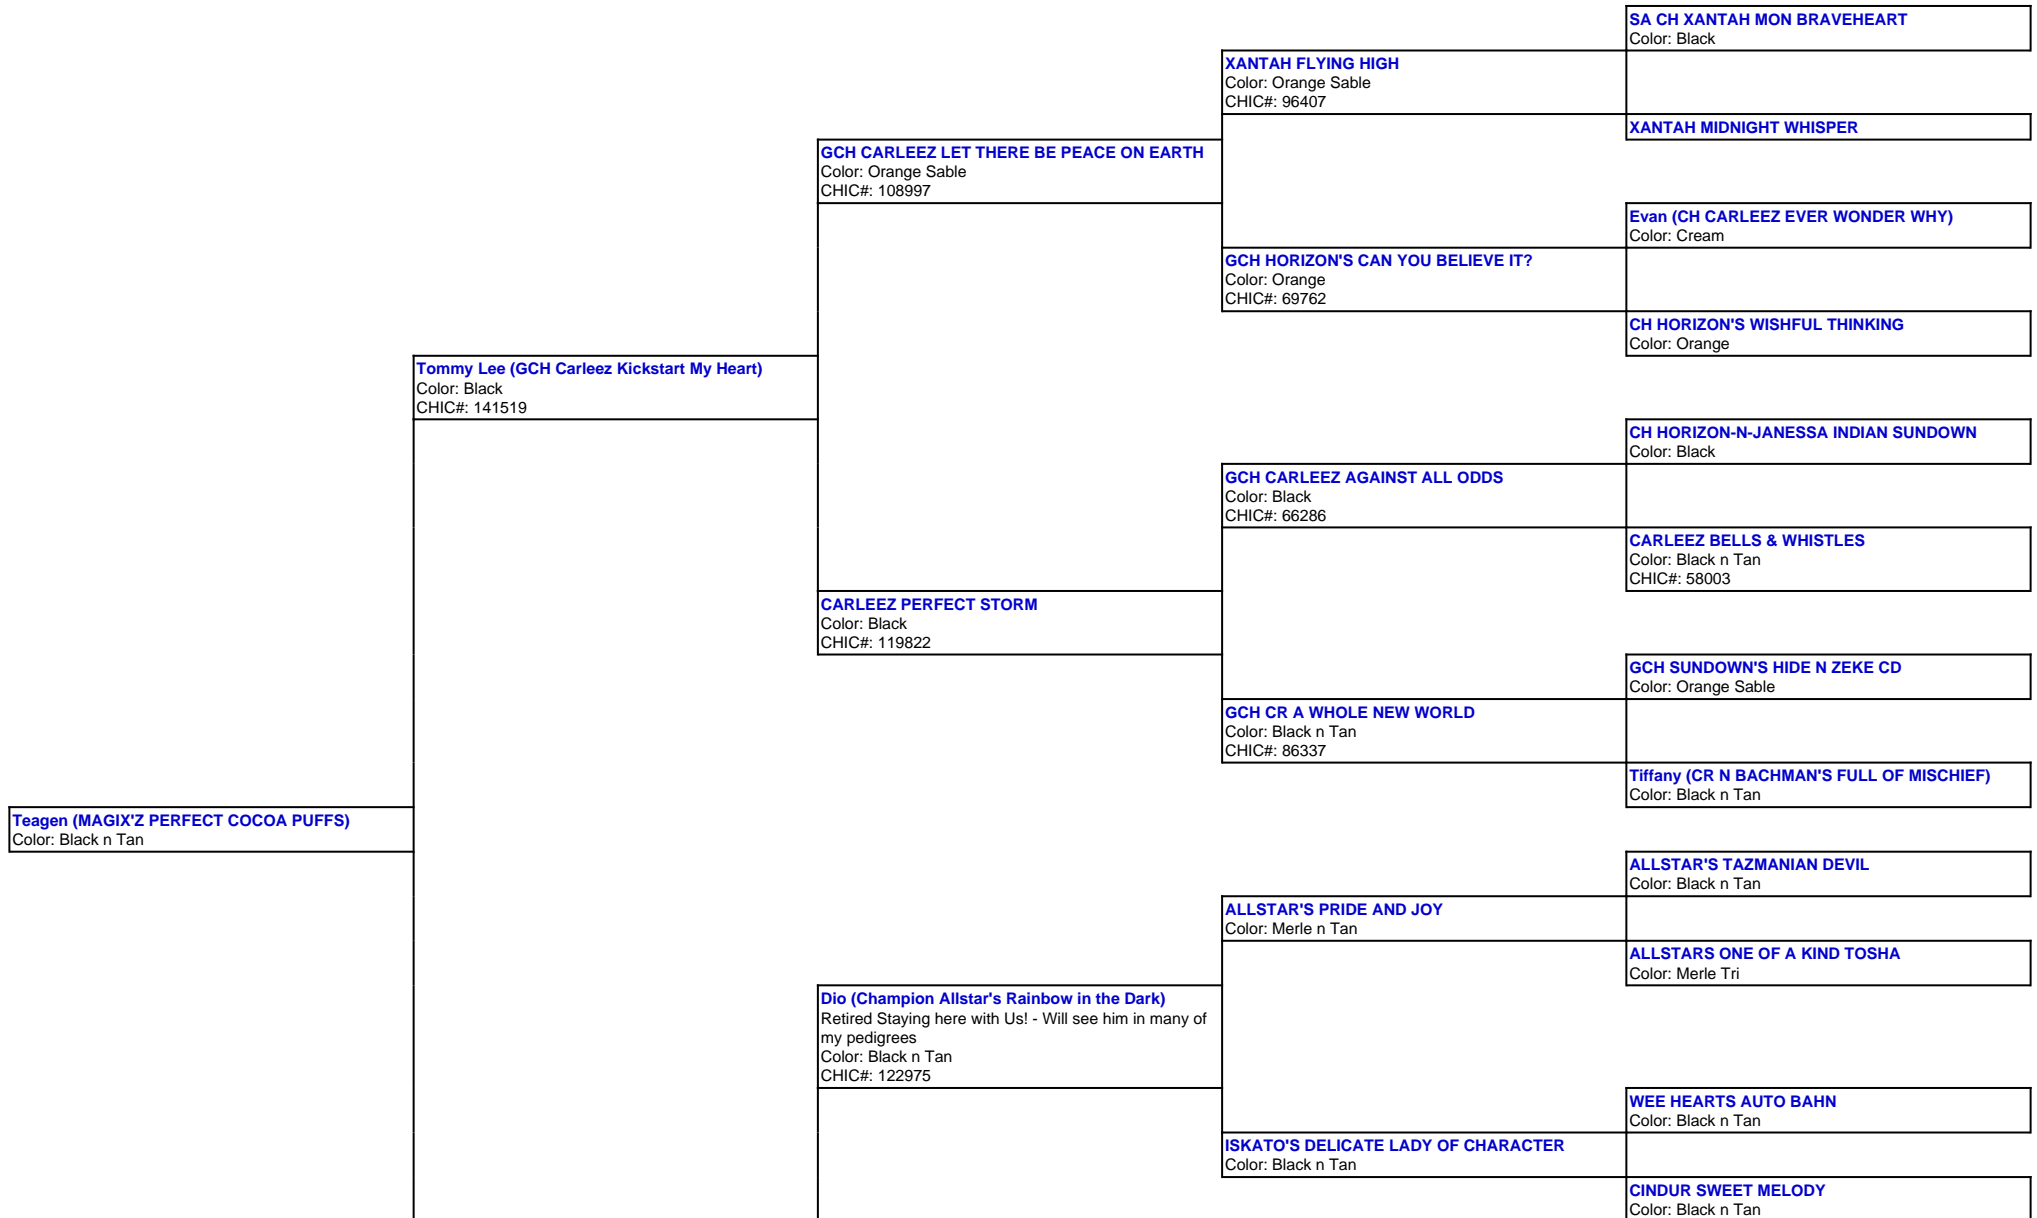 SA CH XANTAH MON BRAVEHEART
Color: Black
XANTAH FLYING HIGH
Color: Orange Sable
CHIC#: 96407
XANTAH MIDNIGHT WHISPER
GCH CARLEEZ LET THERE BE PEACE ON EARTH
Color: Orange Sable
CHIC#: 108997
Evan (CH CARLEEZ EVER WONDER WHY)
Color: Cream
GCH HORIZON'S CAN YOU BELIEVE IT?
Color: Orange
CHIC#: 69762
CH HORIZON'S WISHFUL THINKING
Color: Orange
Tommy Lee (GCH Carleez Kickstart My Heart)
Color: Black
CHIC#: 141519
CH HORIZON-N-JANESSA INDIAN SUNDOWN
Color: Black
GCH CARLEEZ AGAINST ALL ODDS
Color: Black
CHIC#: 66286
CARLEEZ BELLS & WHISTLES
Color: Black n Tan
CHIC#: 58003
CARLEEZ PERFECT STORM
Color: Black
CHIC#: 119822
GCH SUNDOWN'S HIDE N ZEKE CD
Color: Orange Sable
GCH CR A WHOLE NEW WORLD
Color: Black n Tan
CHIC#: 86337
Tiffany (CR N BACHMAN'S FULL OF MISCHIEF)
Color: Black n Tan
Teagen (MAGIX'Z PERFECT COCOA PUFFS)
Color: Black n Tan
ALLSTAR'S TAZMANIAN DEVIL
Color: Black n Tan
ALLSTAR'S PRIDE AND JOY
Color: Merle n Tan
ALLSTARS ONE OF A KIND TOSHA
Color: Merle Tri
Dio (Champion Allstar's Rainbow in the Dark)
Retired Staying here with Us! - Will see him in many of
my pedigrees
Color: Black n Tan
CHIC#: 122975
WEE HEARTS AUTO BAHN
Color: Black n Tan
ISKATO'S DELICATE LADY OF CHARACTER
Color: Black n Tan
CINDUR SWEET MELODY
Color: Black n Tan